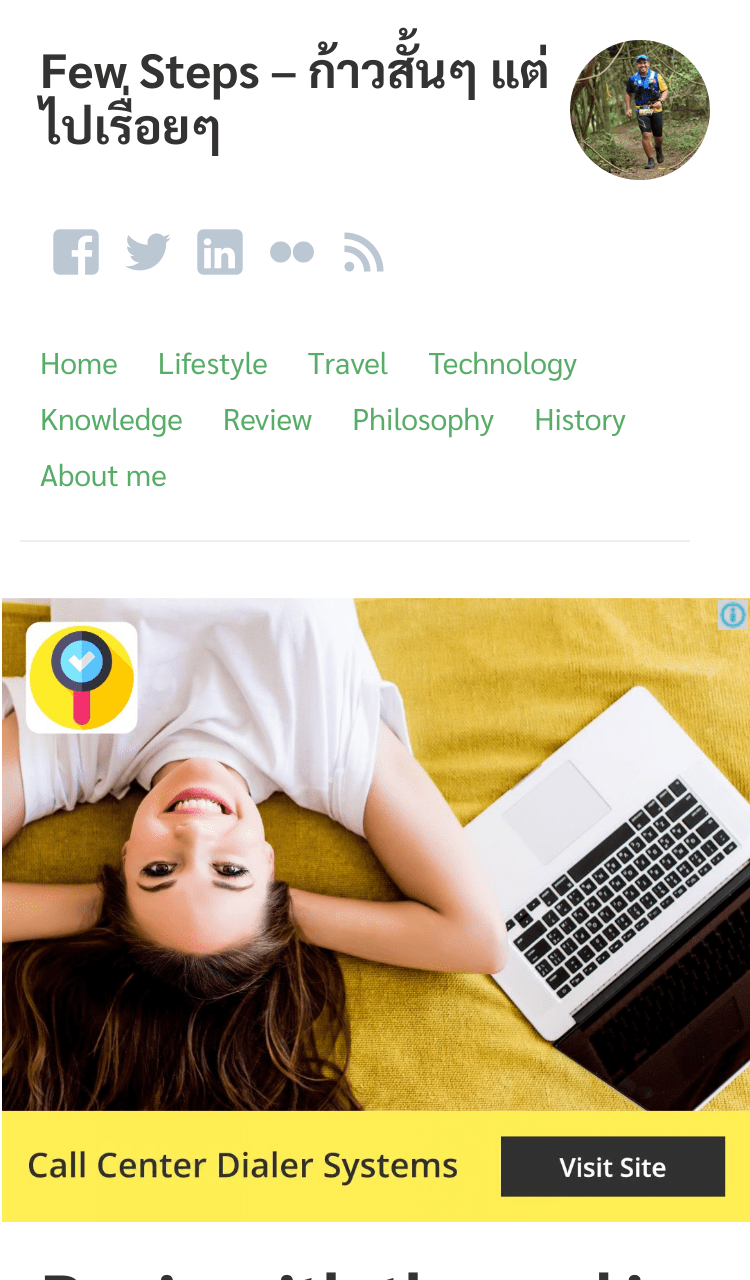 Few Steps – ก้าวสั้นๆ แต่
ไปเรื่อยๆ
Home Lifestyle Travel Technology
Knowledge Review Philosophy History
About me
Call Center Dialer Systems Visit Site